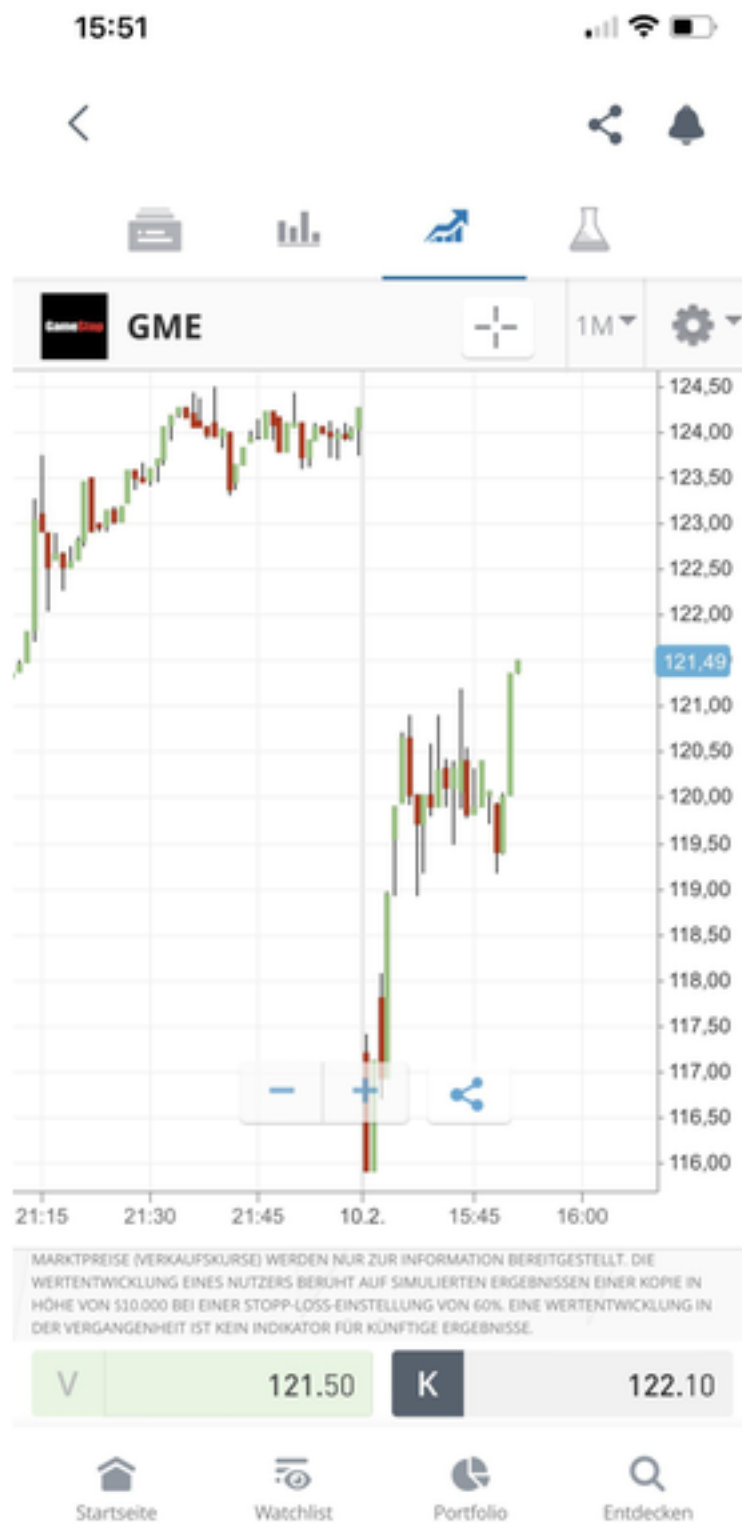 15:51
GameStop
GME
1M
124,50
124,00
123,50
123,00
122,50
122,00
121,49
121,00
120,50
120,00
119,50
119,00
118,50
118,00
117,50
117,00
116,50
116,00
21:15 21:30 21:45 10.2. 15:45 16:00
MARKTPREISE (VERKAUFSKURSE) WERDEN NUR ZUR INFORMATION BEREITGESTELLT. DIE
WERTENTWICKLUNG EINES NUTZERS BERUHT AUF SIMULIERTEN ERGEBNISSEN EINER KOPIE IN
HÖHE VON $10.000 BEI EINER STOPP-LOSS-EINSTELLUNG VON 60%. EINE WERTENTWICKLUNG IN
DER VERGANGENHEIT IST KEIN INDIKATOR FÜR KÜNFTIGE ERGEBNISSE.
V 121.50 K 122.10
Startseite Watchlist Portfolio Entdecken